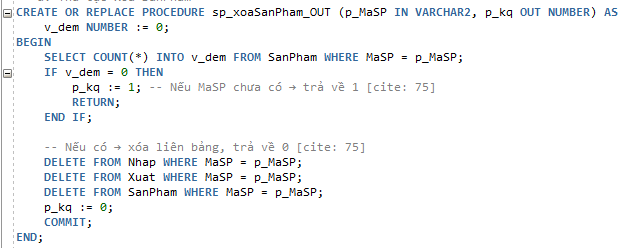 CREATE OR REPLACE PROCEDURE sp_xoaSanPham_OUT (p_MaSP IN VARCHAR2, p_kq OUT NUMBER) AS
    v_dem NUMBER := 0;
BEGIN
    SELECT COUNT(*) INTO v_dem FROM SanPham WHERE MaSP = p_MaSP;
    IF v_dem = 0 THEN
        p_kq := 1; -- Nếu MaSP chưa có → trả về 1 [cite: 75]
        RETURN;
    END IF;

    -- Nếu có → xóa liên bảng, trả về 0 [cite: 75]
    DELETE FROM Nhap WHERE MaSP = p_MaSP;
    DELETE FROM Xuat WHERE MaSP = p_MaSP;
    DELETE FROM SanPham WHERE MaSP = p_MaSP;
    p_kq := 0;
    COMMIT;
END;